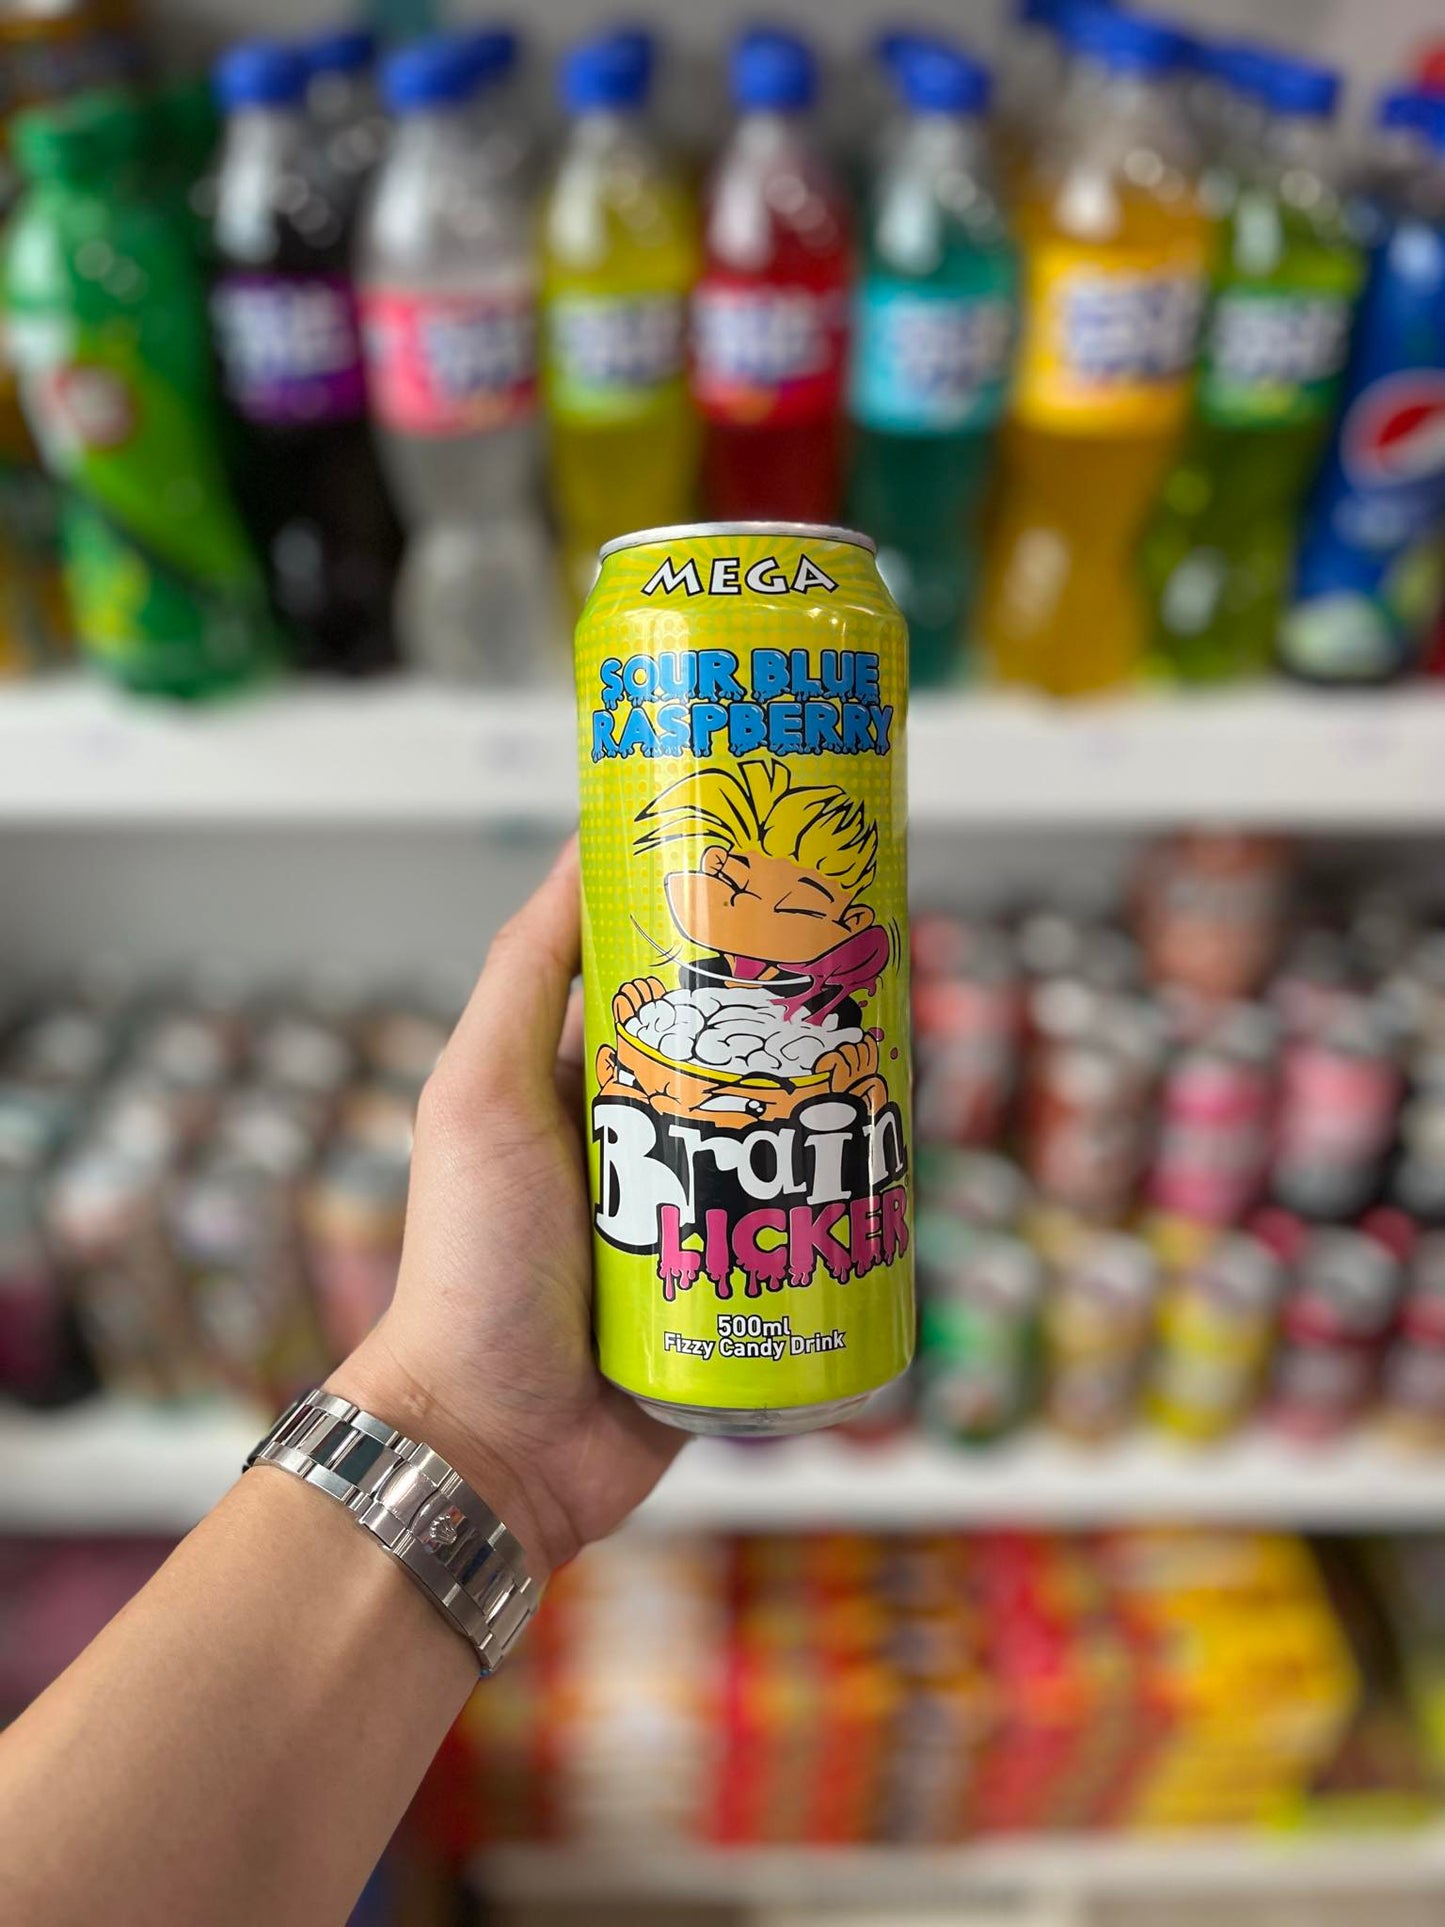 MEGA
SOUR BLUE
RASPBERRY
Brain
LICKER
500ml
Fizzy Candy Drink